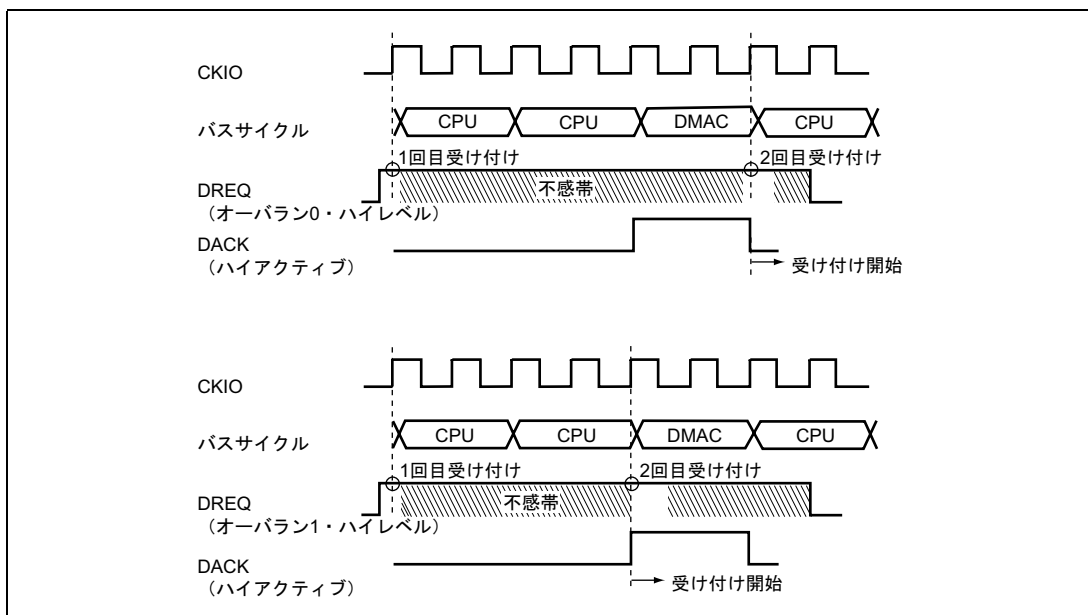 CKIO
バスサイクル
CPU CPU DMAC CPU
1回目受け付け 2回目受け付け
DREQ
（オーバラン0・ハイレベル）
不感帯
DACK
（ハイアクティブ）
受け付け開始
CKIO
バスサイクル
CPU CPU DMAC CPU
1回目受け付け 2回目受け付け
DREQ
（オーバラン1・ハイレベル）
不感帯
DACK
（ハイアクティブ）
受け付け開始